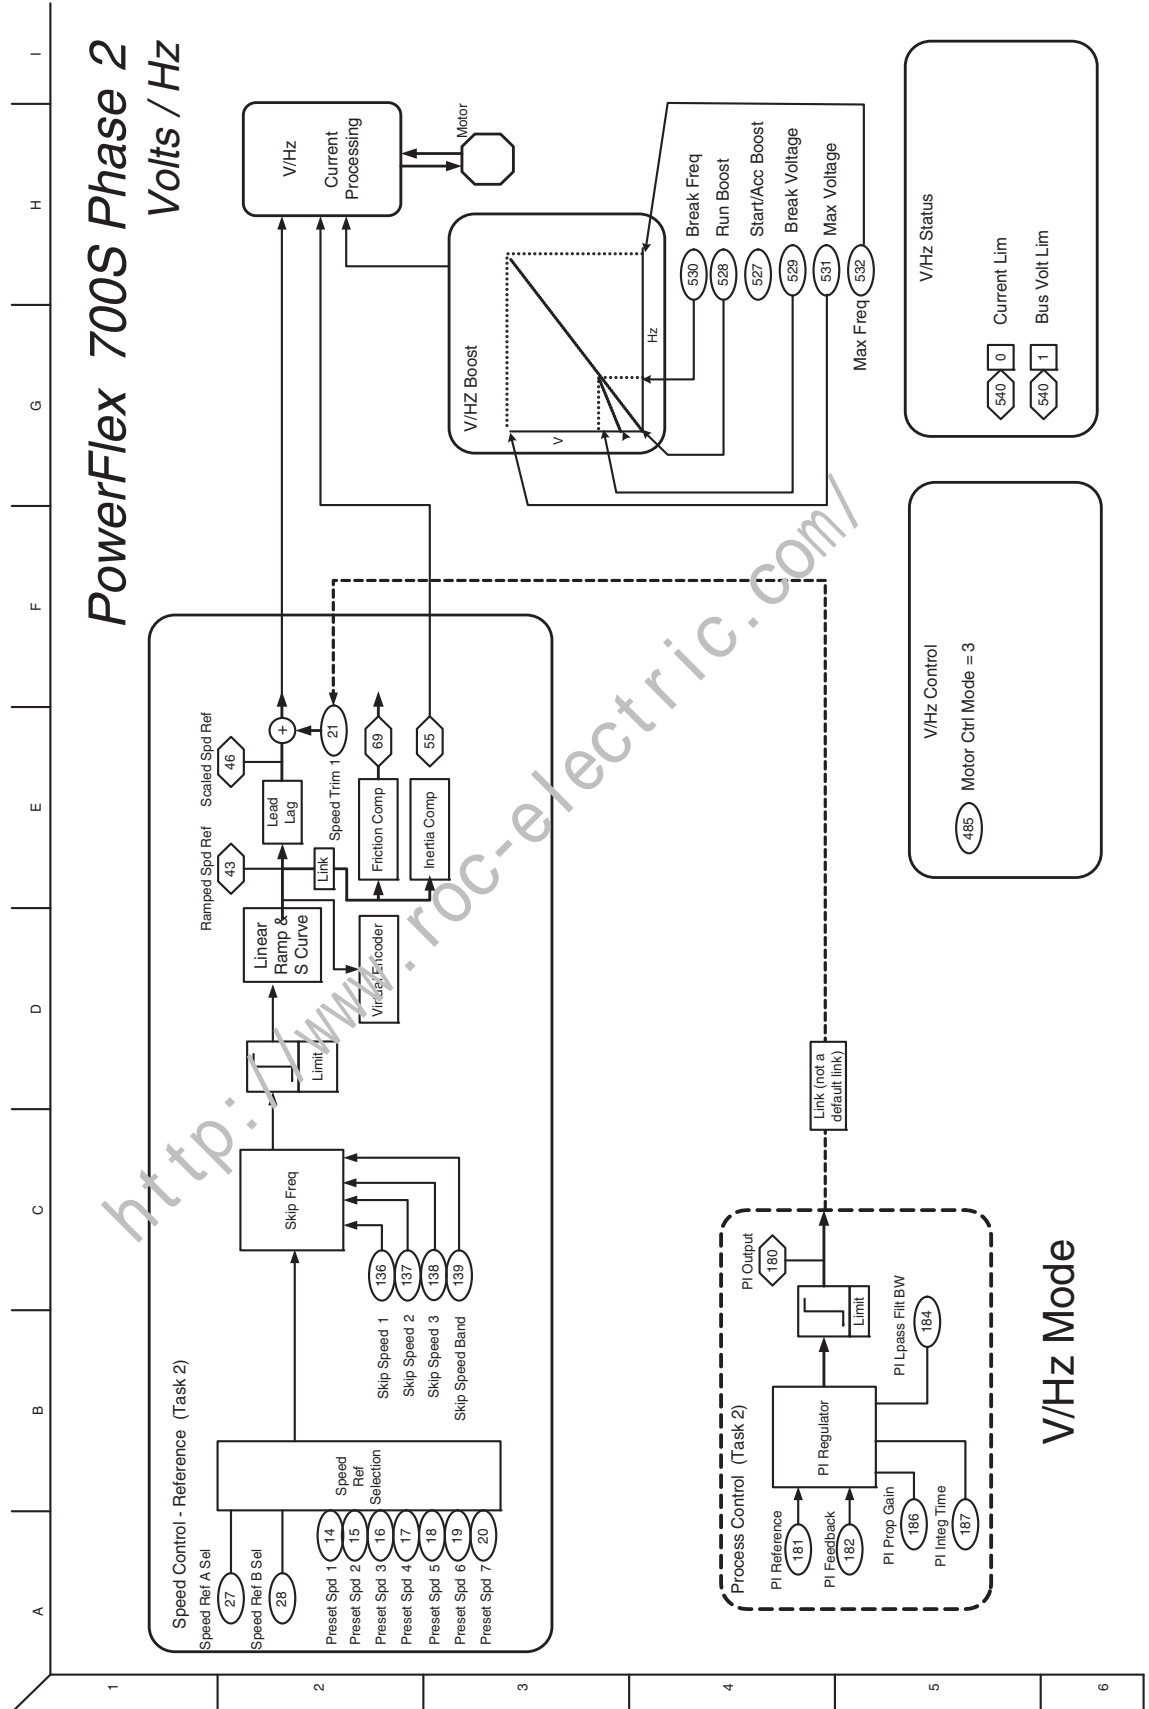 PowerFlex 700S Phase 2
Volts / Hz
A
B
C
D
E
F
G
H
I
1
2
3
4
5
6
Speed Control - Reference (Task 2)
Speed Ref A Sel
27
Speed Ref B Sel
28
Preset Spd 1
14
Preset Spd 2
15
Preset Spd 3
16
Preset Spd 4
17
Preset Spd 5
18
Preset Spd 6
19
Preset Spd 7
20
Speed
Ref
Selection
Skip Speed 1
136
Skip Speed 2
137
Skip Speed 3
138
Skip Speed Band
139
Skip Freq
Limit
Linear
Ramp &
S Curve
Virtual Encoder
Ramped Spd Ref
43
Link
Lead
Lag
Scaled Spd Ref
46
+
21
Speed Trim 1
Friction Comp
69
Inertia Comp
55
V/Hz
Current
Processing
Motor
V/HZ Boost
V
Hz
530
Break Freq
528
Run Boost
527
Start/Acc Boost
529
Break Voltage
531
Max Voltage
532
Max Freq
Process Control (Task 2)
PI Reference
181
PI Feedback
182
PI Prop Gain
186
PI Integ Time
187
PI Regulator
PI Lpass Filt BW
184
Limit
PI Output
180
Link (not a
default link)
V/Hz Control
485
Motor Ctrl Mode = 3
V/Hz Status
540
0
Current Lim
540
1
Bus Volt Lim
V/Hz Mode
http://www.roc-electric.com/